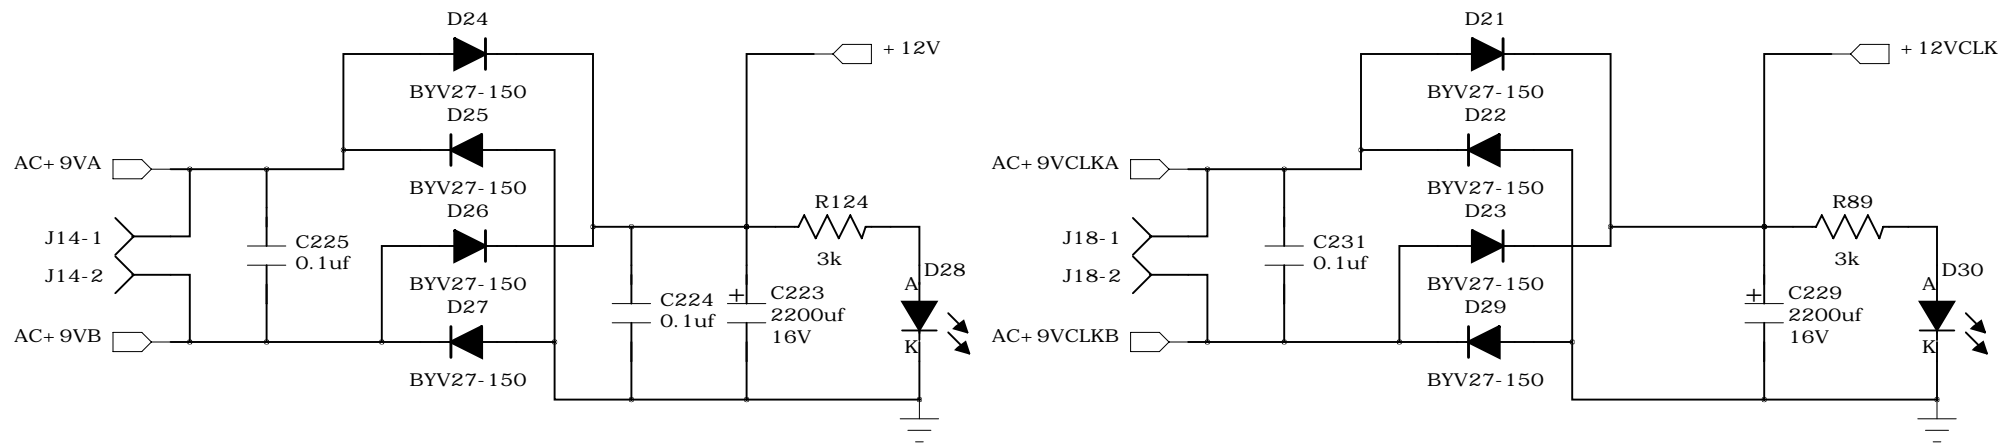 D24
+12V
BYV27-150
D25
AC+9VA
BYV27-150
D26
R124
J14-1
C225
0.1uf
3k
J14-2
BYV27-150
D28
A
D27
C224
0.1uf
+
C223
2200uf
16V
AC+9VB
K
BYV27-150
D21
+12VCLK
BYV27-150
D22
AC+9VCLKA
BYV27-150
D23
R89
J18-1
C231
0.1uf
3k
J18-2
BYV27-150
D30
A
D29
+
C229
2200uf
16V
AC+9VCLKB
K
BYV27-150